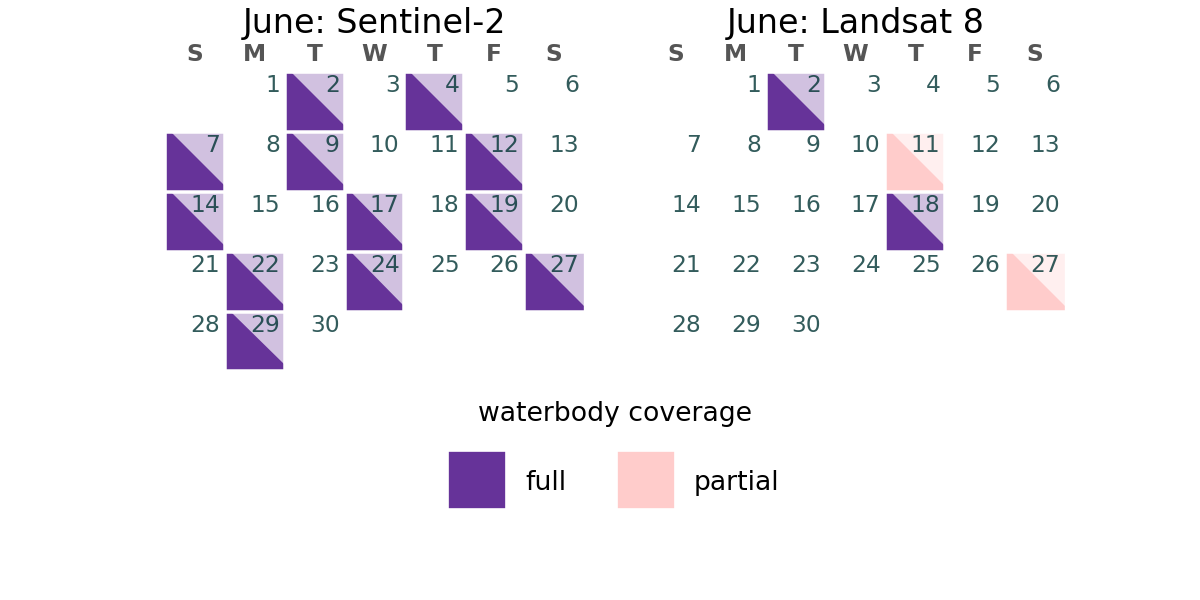 June: Sentinel-2
S M T W T F S
1 2 3 4 5 6
7 8 9 10 11 12 13
14 15 16 17 18 19 20
21 22 23 24 25 26 27
28 29 30
June: Landsat 8
S M T W T F S
1 2 3 4 5 6
7 8 9 10 11 12 13
14 15 16 17 18 19 20
21 22 23 24 25 26 27
28 29 30
waterbody coverage
full partial